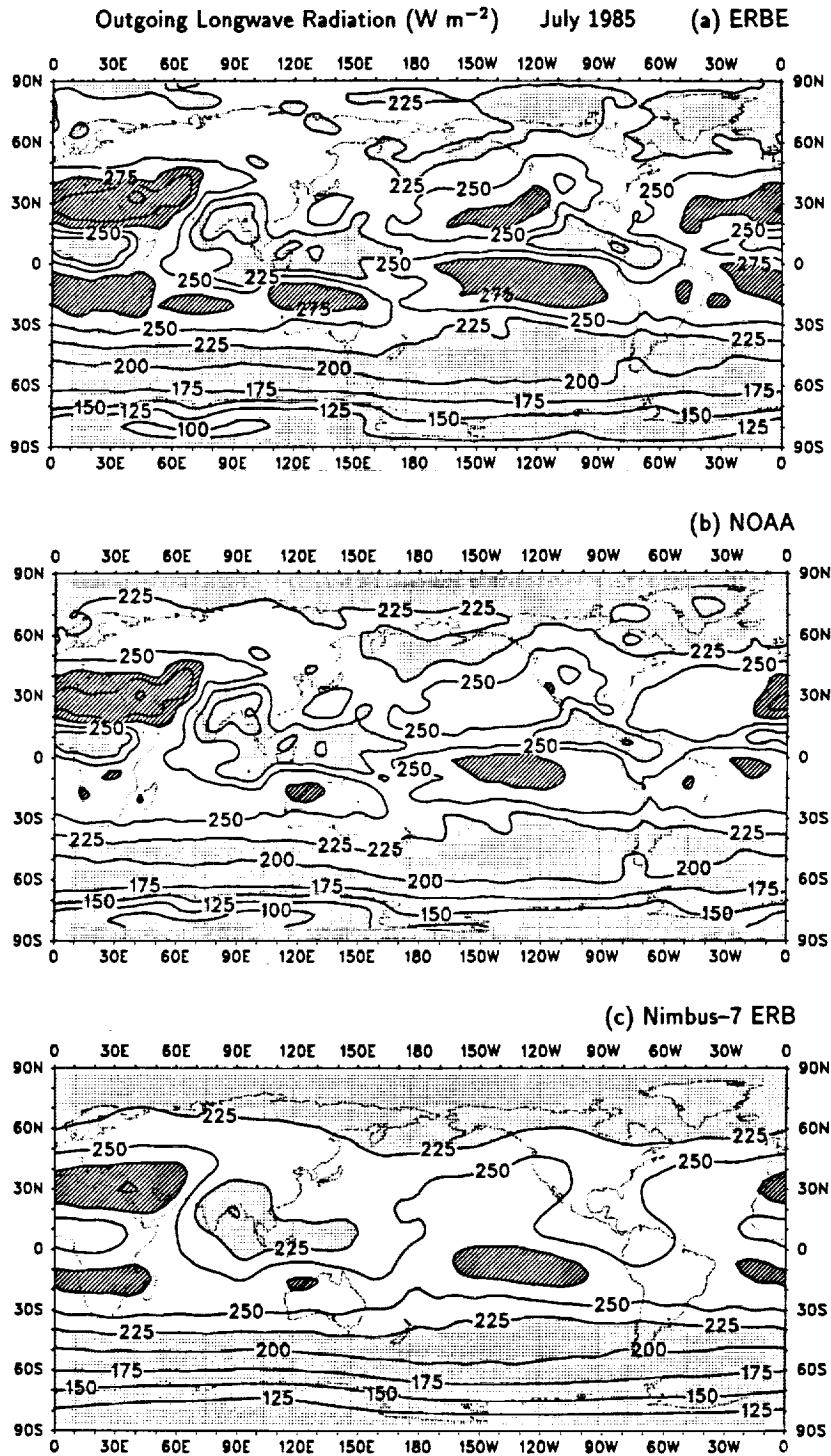 Outgoing Longwave Radiation (W m⁻²) July 1985 (a) ERBE
0 30E 60E 90E 120E 150E 180 150W 120W 90W 60W 30W 0
90N 90N
225 225
60N 60N
275 225 250 250 225 250
30N 30N
250 250 250
0 250 225 250 275 0
275 275
30S 250 225 250 30S
225 225
200 200 200
60S 60S
175 175 175 175
150 125 125 150 150 125
100
90S 90S
0 30E 60E 90E 120E 150E 180 150W 120W 90W 60W 30W 0
(b) NOAA
0 30E 60E 90E 120E 150E 180 150W 120W 90W 60W 30W 0
90N 90N
225 225
60N 60N
250 225 250
30N 250 30N
250 250
0 250 0
30S 250 250 30S
225 225 225 225
200 200 200
60S 60S
175 175 175
150 125 100 150 150
90S 90S
0 30E 60E 90E 120E 150E 180 150W 120W 90W 60W 30W 0
(c) Nimbus-7 ERB
0 30E 60E 90E 120E 150E 180 150W 120W 90W 60W 30W 0
90N 90N
225
60N 225 60N
250 250 250
30N 30N
0 225 0
30S 250 250 30S
225 225 225
200 200
60S 60S
175 175
150 125 150 125 150
90S 90S
0 30E 60E 90E 120E 150E 180 150W 120W 90W 60W 30W 0